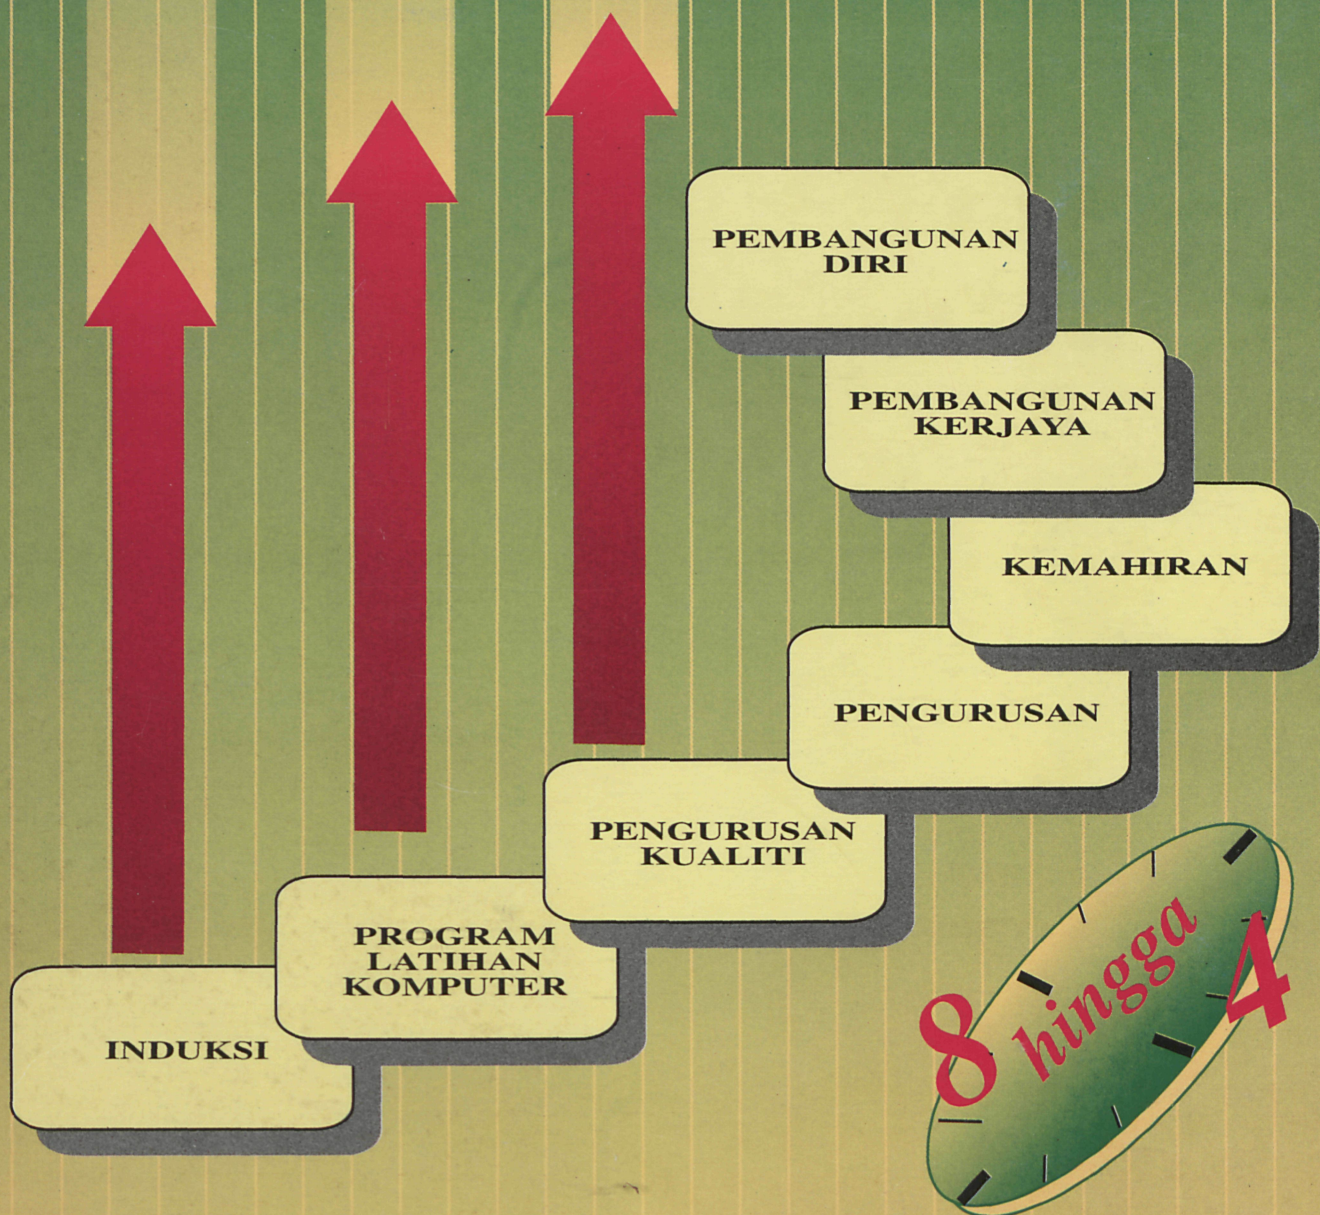 PEMBANGUNAN
DIRI
PEMBANGUNAN
KERJAYA
KEMAHIRAN
PENGURUSAN
PENGURUSAN
KUALITI
PROGRAM
LATIHAN
KOMPUTER
INDUKSI
8 hingga 4